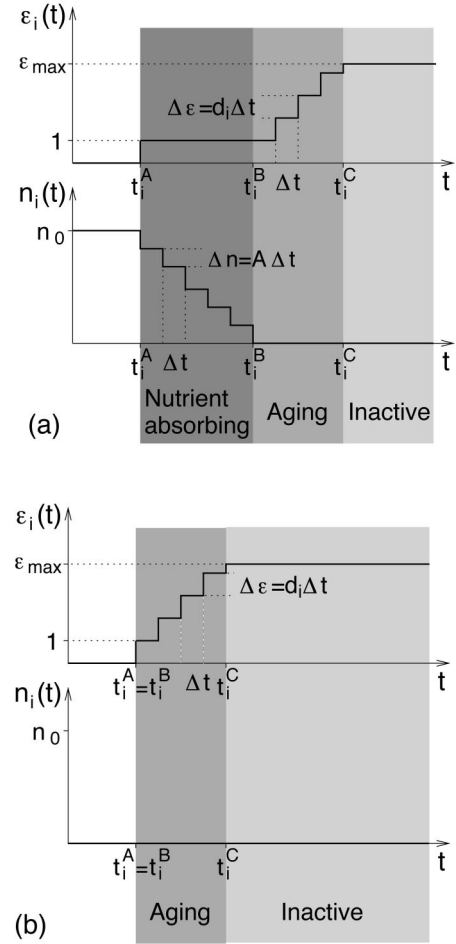 ε_i(t)
ε_max
Δε=d_iΔt
1
t_i^A
t_i^B
Δt
t_i^C
t
n_i(t)
n_0
Δn=AΔt
t_i^A
Δt
t_i^B
t_i^C
t
Nutrient
absorbing
Aging
Inactive
(a)
ε_i(t)
ε_max
Δε=d_iΔt
1
t_i^A=t_i^B
Δt
t_i^C
t
n_i(t)
n_0
t
t_i^A=t_i^B
t_i^C
Aging
Inactive
(b)